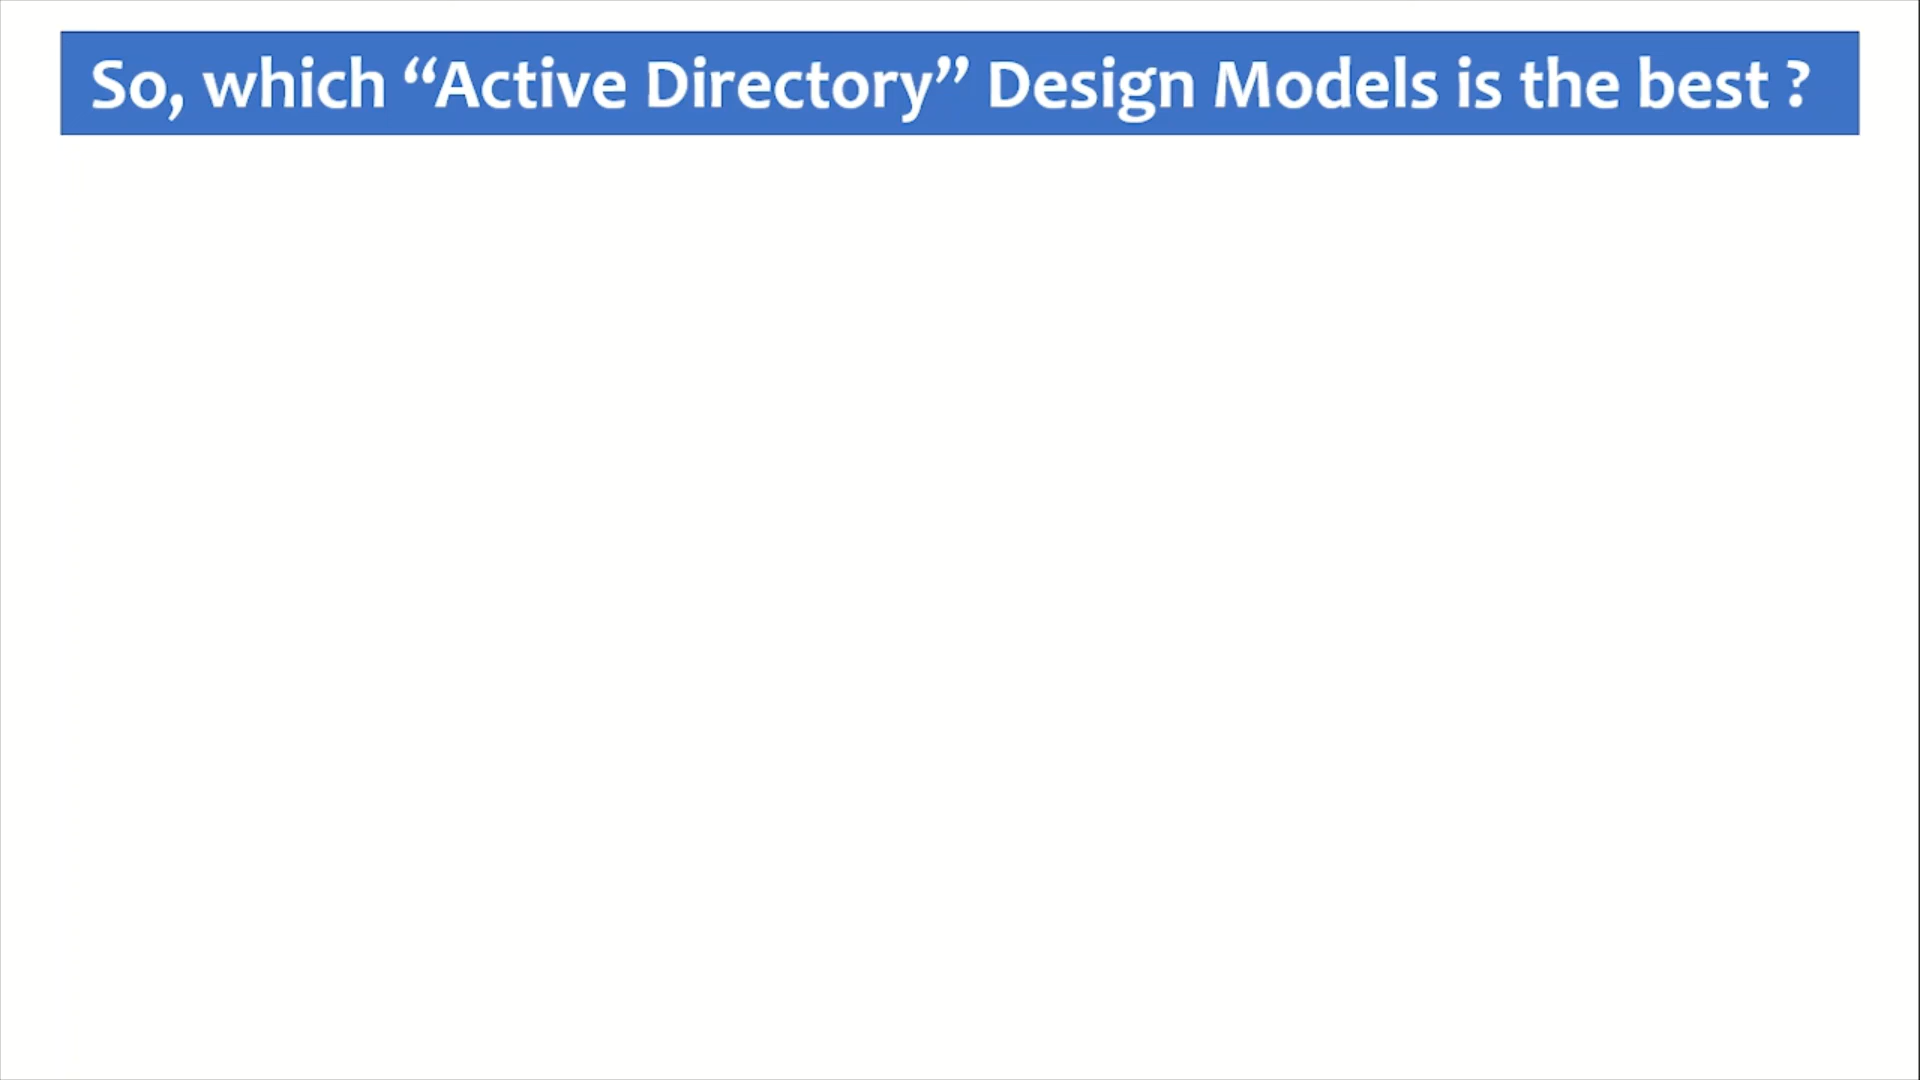 So, which “Active Directory” Design Models is the best ?